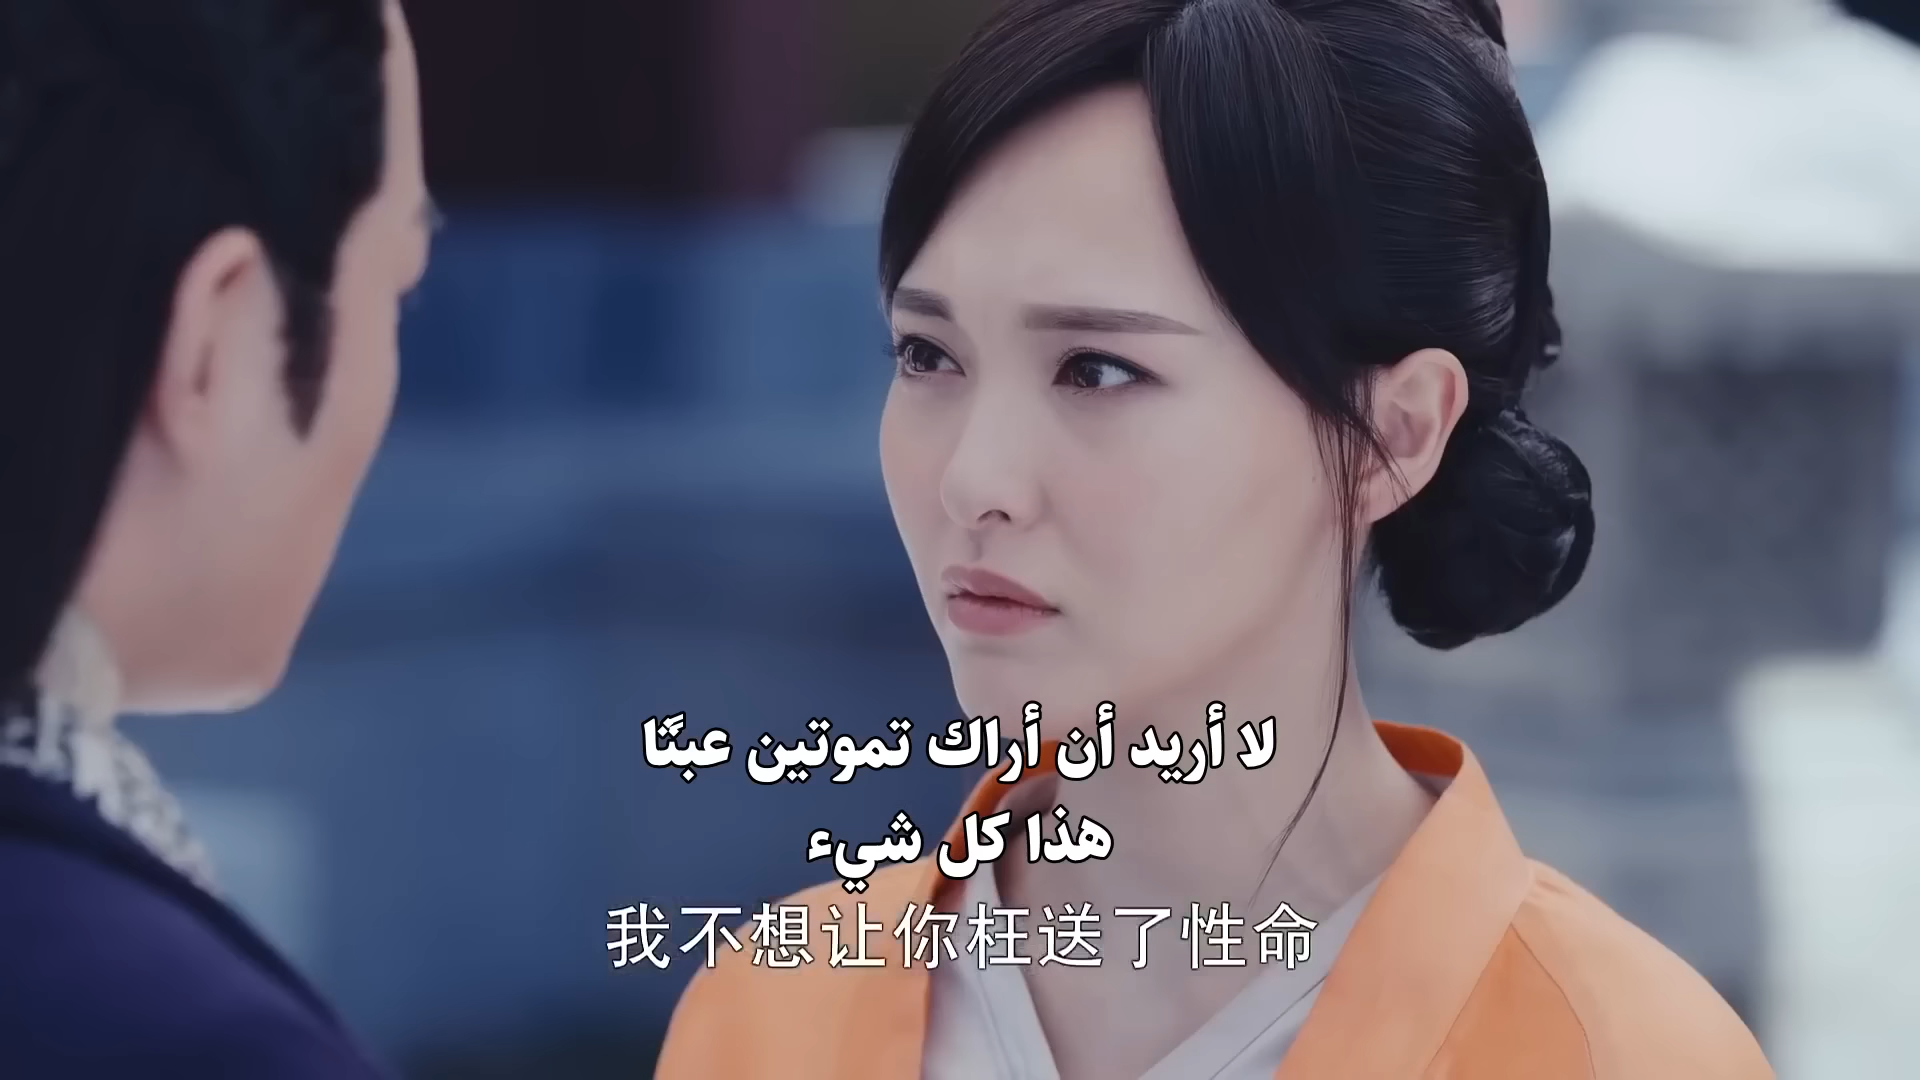 لا أريد أن أراك تموتين عبثًا
هذا كل شيء
我不想让你枉送了性命